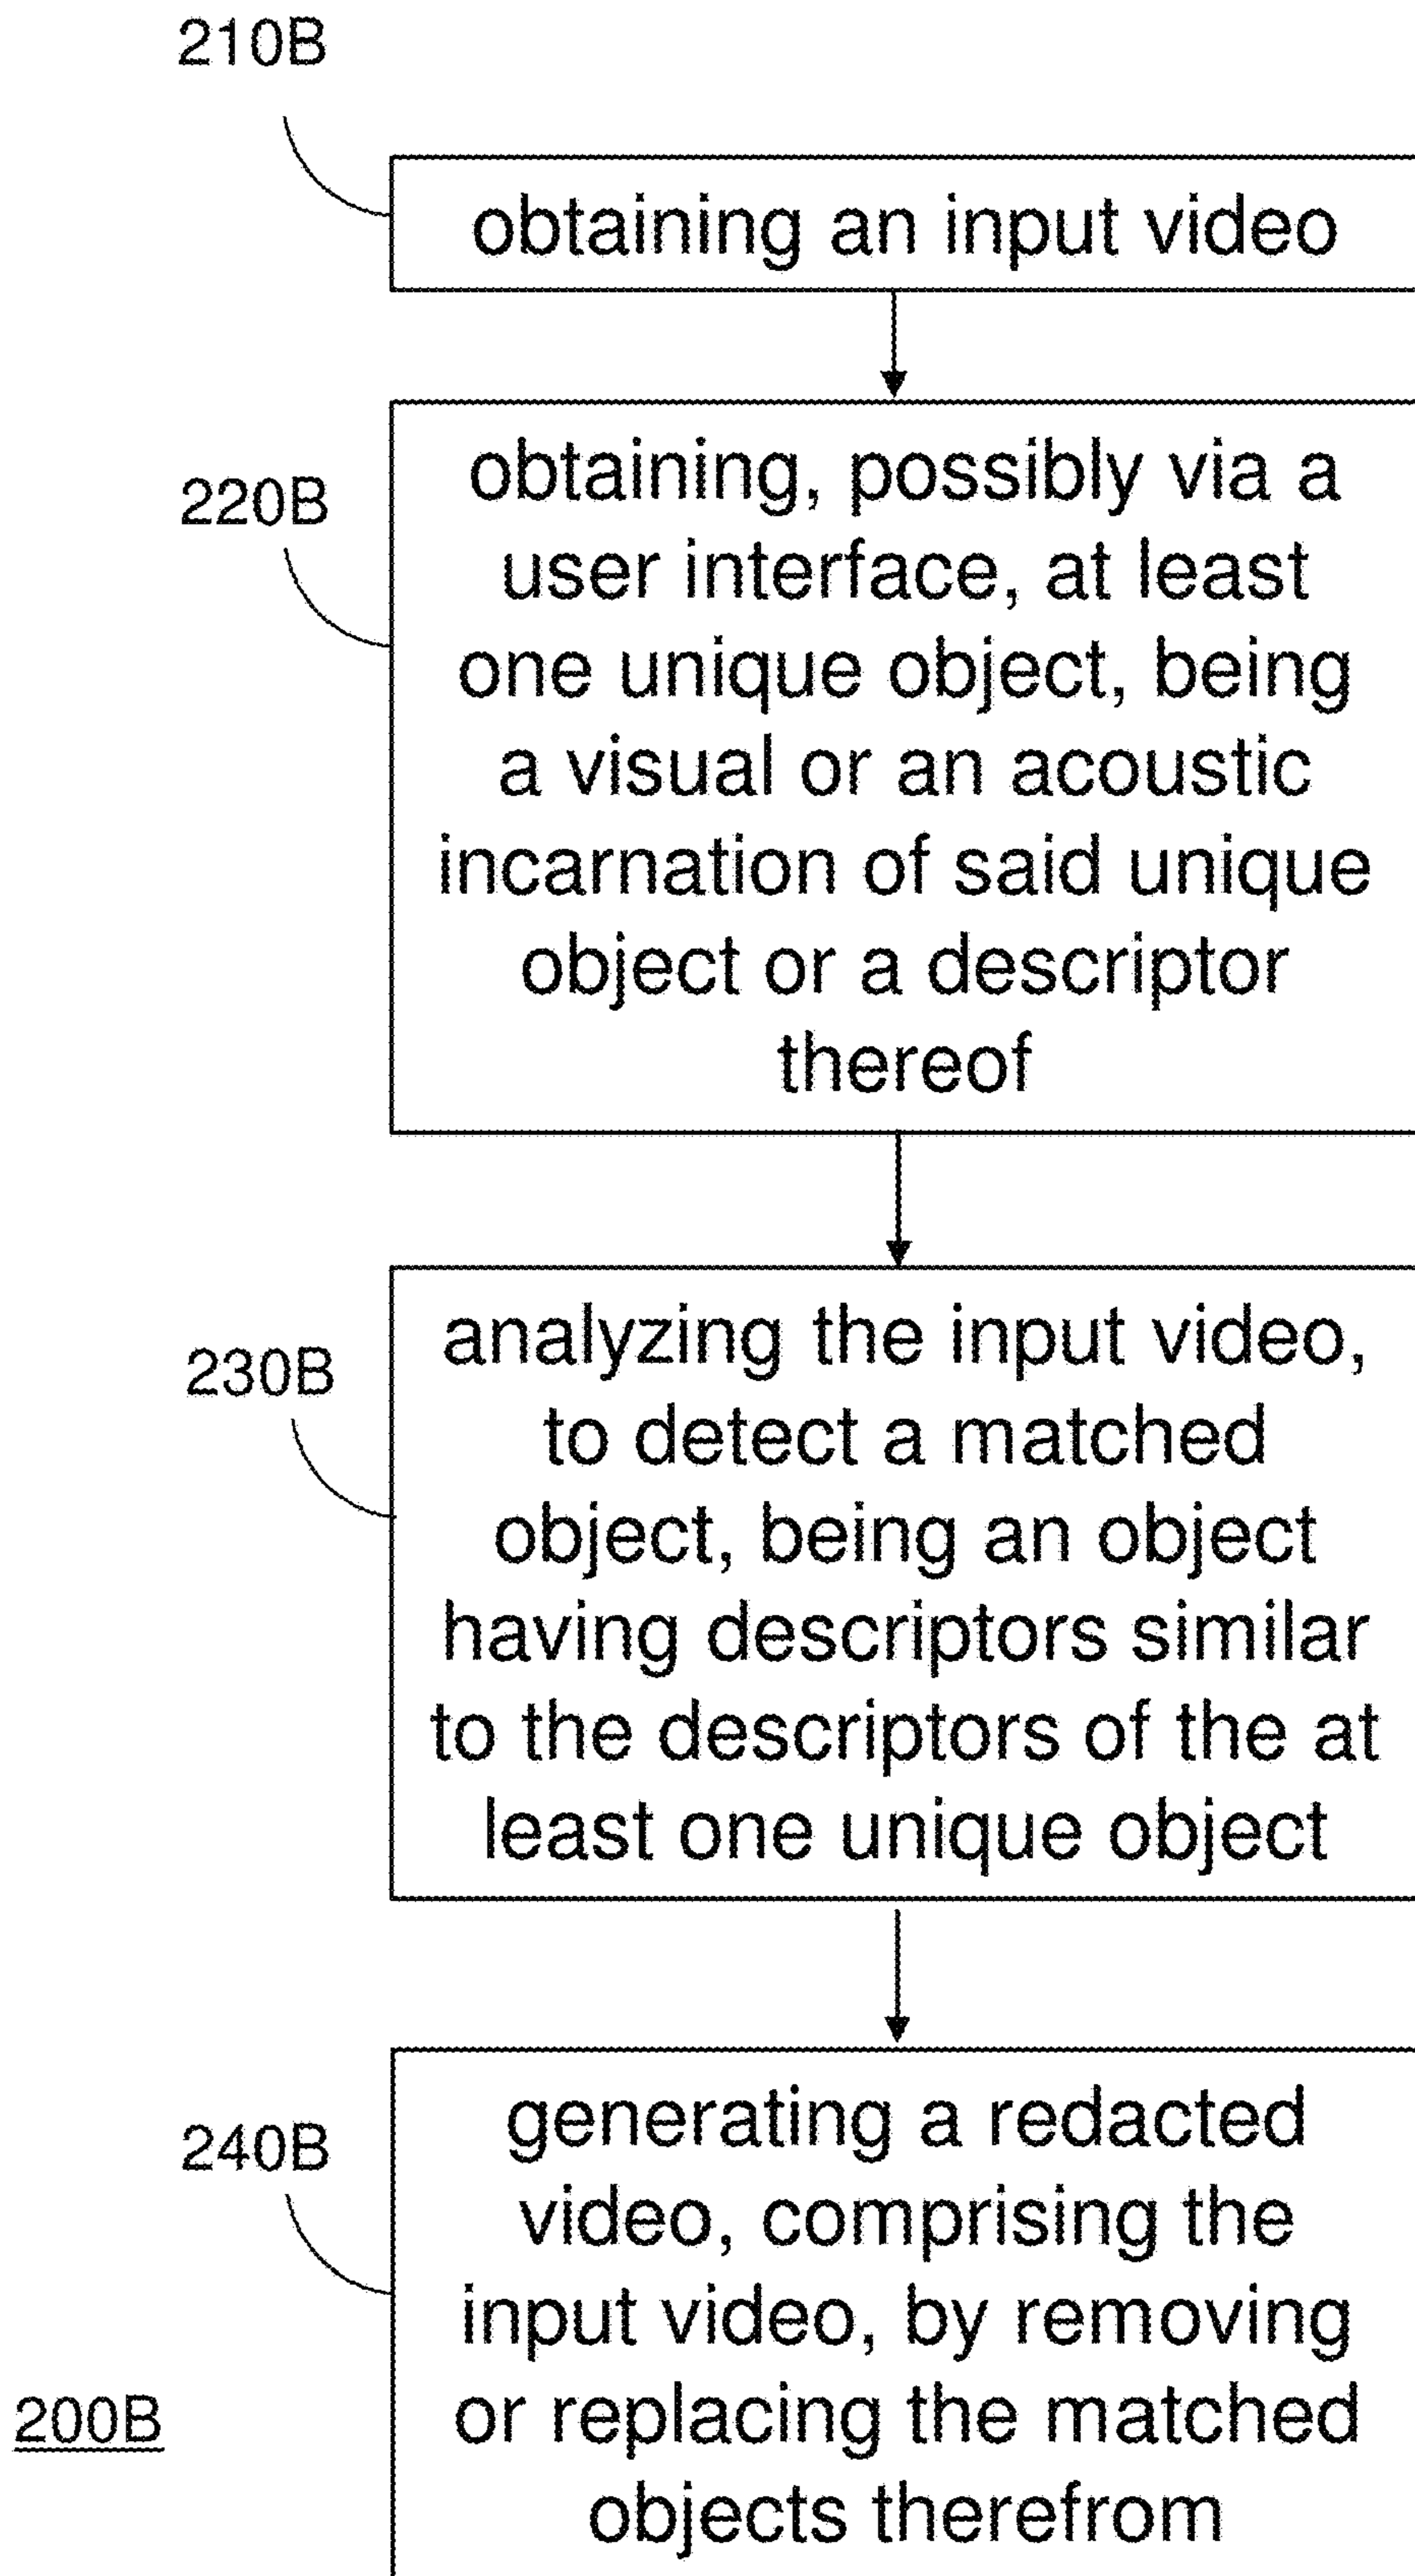 210B
obtaining an input video
220B
obtaining, possibly via a
user interface, at least
one unique object, being
a visual or an acoustic
incarnation of said unique
object or a descriptor
thereof
230B
analyzing the input video,
to detect a matched
object, being an object
having descriptors similar
to the descriptors of the at
least one unique object
240B
generating a redacted
video, comprising the
input video, by removing
or replacing the matched
objects therefrom
200B